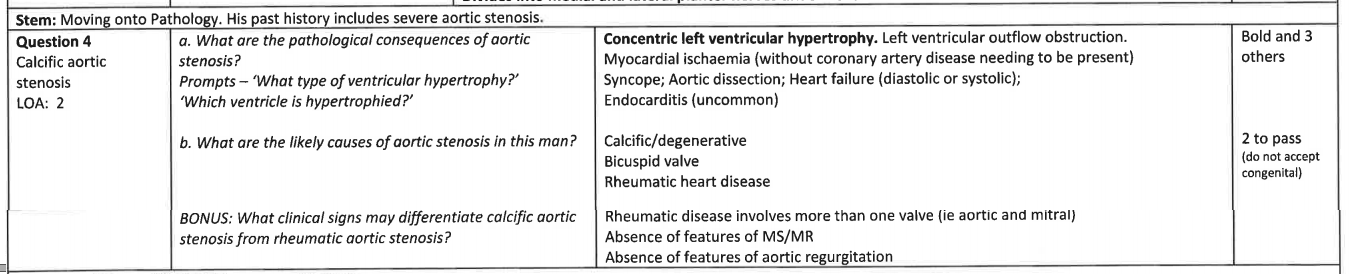 Stem: Moving onto Pathology. His past history includes severe aortic stenosis.
Question 4
Calcific aortic
stenosis
LOA: 2
a. What are the pathological consequences of aortic
stenosis?
Prompts – 'What type of ventricular hypertrophy?'
'Which ventricle is hypertrophied?'
Concentric left ventricular hypertrophy. Left ventricular outflow obstruction.
Myocardial ischaemia (without coronary artery disease needing to be present)
Syncope; Aortic dissection; Heart failure (diastolic or systolic);
Endocarditis (uncommon)
Bold and 3
others
b. What are the likely causes of aortic stenosis in this man?
Calcific/degenerative
Bicuspid valve
Rheumatic heart disease
2 to pass
(do not accept
congenital)
BONUS: What clinical signs may differentiate calcific aortic
stenosis from rheumatic aortic stenosis?
Rheumatic disease involves more than one valve (ie aortic and mitral)
Absence of features of MS/MR
Absence of features of aortic regurgitation